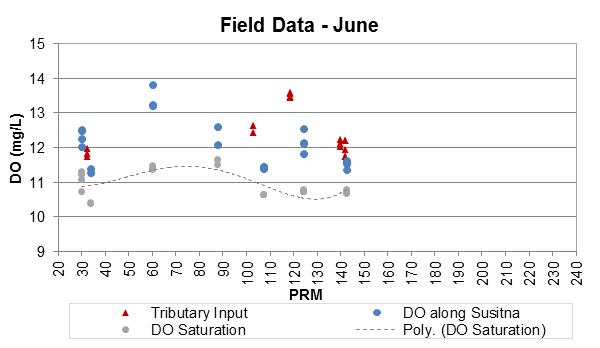 Field Data - June
15
14
13
12
11
10
9
DO (mg/L)
20 30 40 50 60 70 80 90 100 110 120 130 140 150 160 170 180 190 200 210 220 230 240
PRM
Tributary Input DO along Susitna
DO Saturation Poly. (DO Saturation)